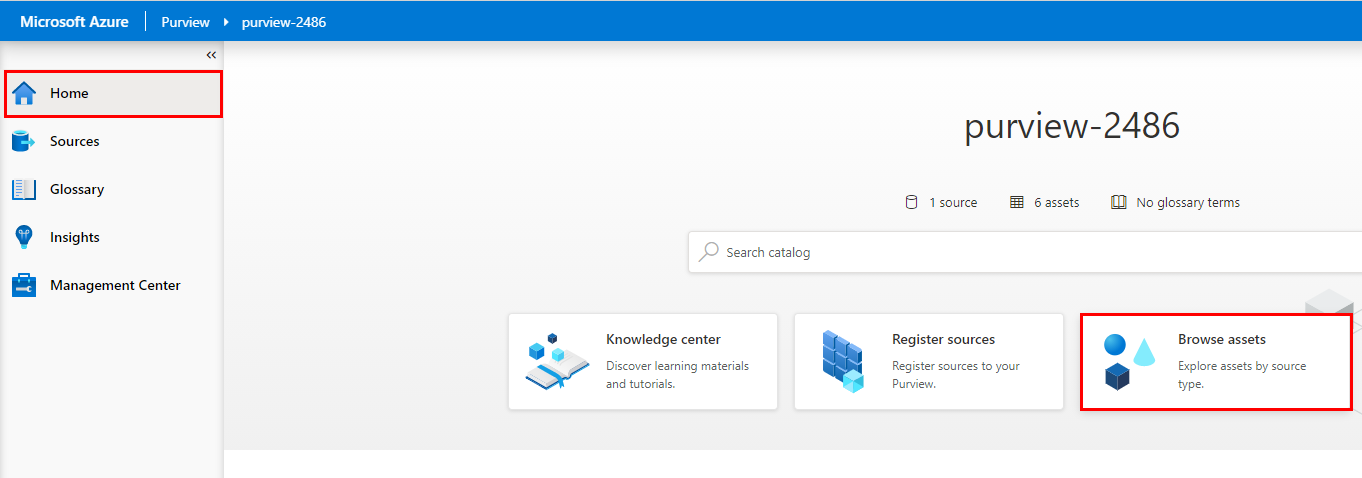 Microsoft Azure
Purview
purview-2486
Home
Sources
Glossary
Insights
Management Center
purview-2486
1 source
6 assets
No glossary terms
Search catalog
Knowledge center
Discover learning materials
and tutorials.
Register sources
Register sources to your
Purview.
Browse assets
Explore assets by source
type.